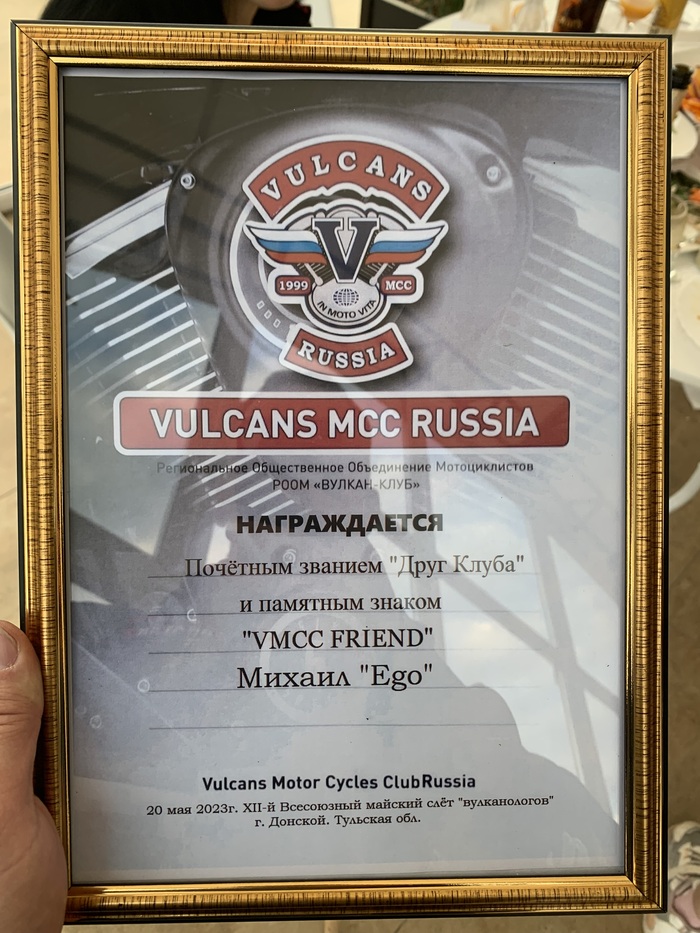 VULCANS
V
1999 MCC
IN MOTO VITA
RUSSIA
VULCANS MCC RUSSIA
Региональное Общественное Объединение Мотоциклистов
РООМ «ВУЛКАН-КЛУБ»
НАГРАЖДАЕТСЯ
Почётным званием "Друг Клуба"
и памятным знаком
"VMCC FRIEND"
Михаил "Ego"
Vulcans Motor Cycles ClubRussia
20 мая 2023г. XII-й Всесоюзный майский слёт "вулканологов"
г. Донской. Тульская обл.